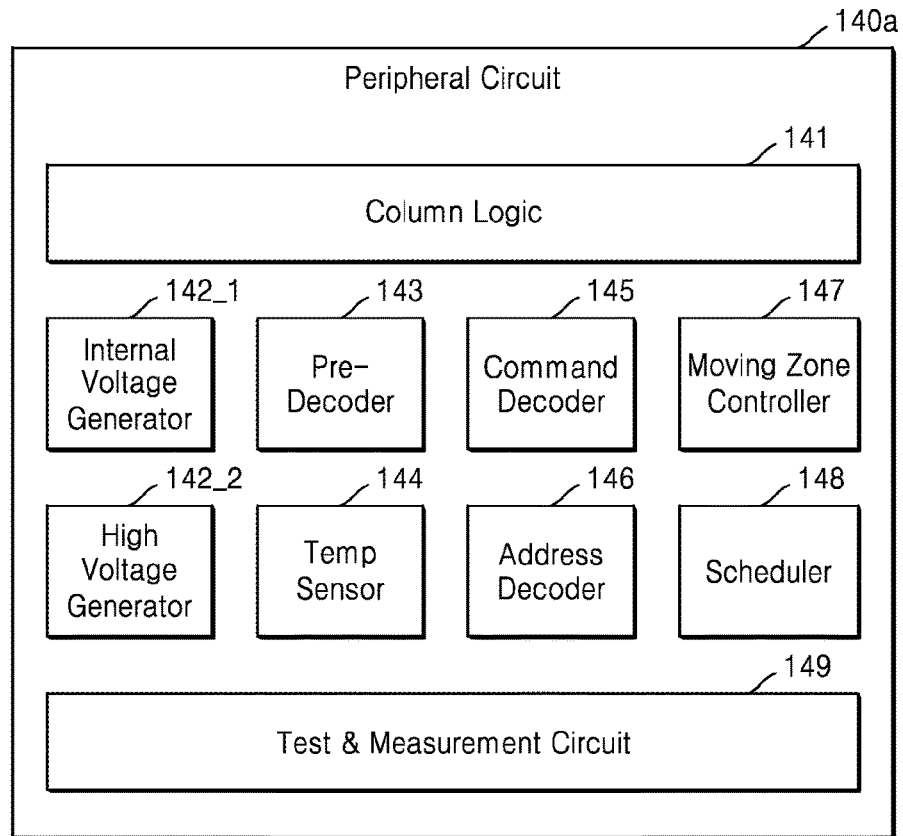 140a
Peripheral Circuit
141
Column Logic
142_1
143
145
147
Internal
Voltage
Generator
Pre-
Decoder
Command
Decoder
Moving Zone
Controller
142_2
144
146
148
High
Voltage
Generator
Temp
Sensor
Address
Decoder
Scheduler
149
Test & Measurement Circuit